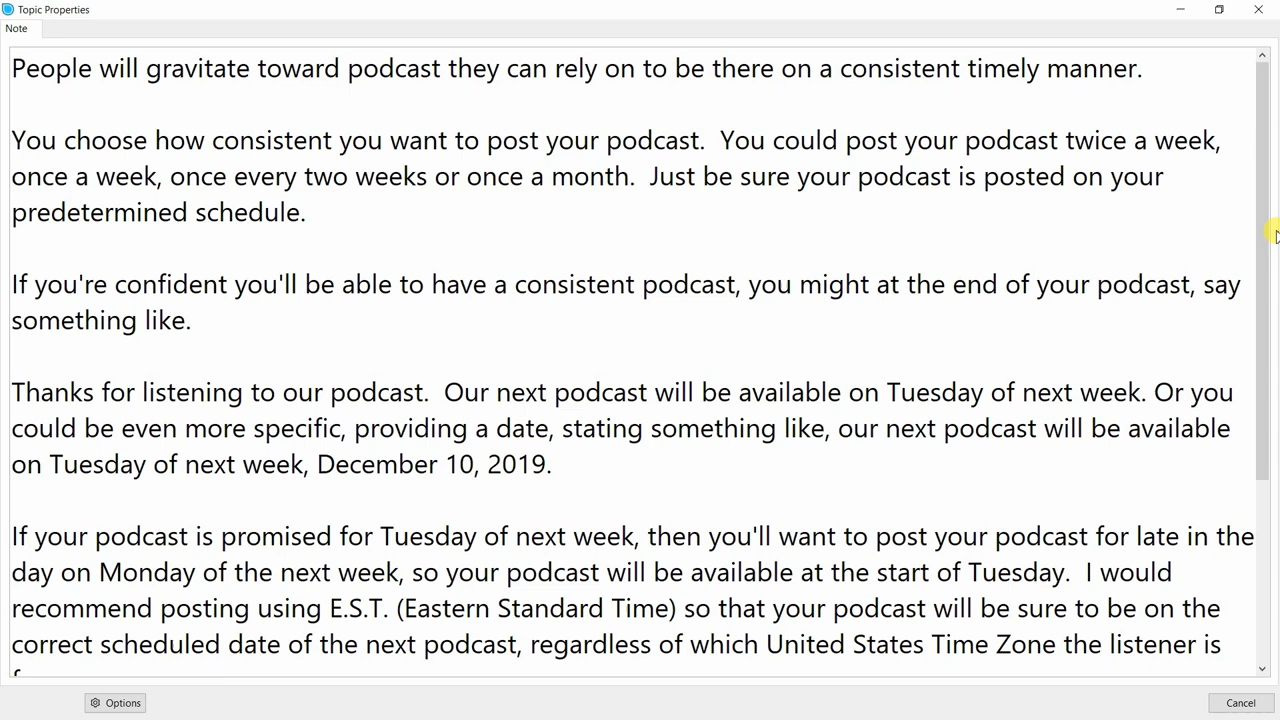 Topic Properties
Note
People will gravitate toward podcast they can rely on to be there on a consistent timely manner.
You choose how consistent you want to post your podcast.  You could post your podcast twice a week,
once a week, once every two weeks or once a month.  Just be sure your podcast is posted on your
predetermined schedule.
If you're confident you'll be able to have a consistent podcast, you might at the end of your podcast, say
something like.
Thanks for listening to our podcast.  Our next podcast will be available on Tuesday of next week. Or you
could be even more specific, providing a date, stating something like, our next podcast will be available
on Tuesday of next week, December 10, 2019.
If your podcast is promised for Tuesday of next week, then you'll want to post your podcast for late in the
day on Monday of the next week, so your podcast will be available at the start of Tuesday.  I would
recommend posting using E.S.T. (Eastern Standard Time) so that your podcast will be sure to be on the
correct scheduled date of the next podcast, regardless of which United States Time Zone the listener is
Options
Cancel